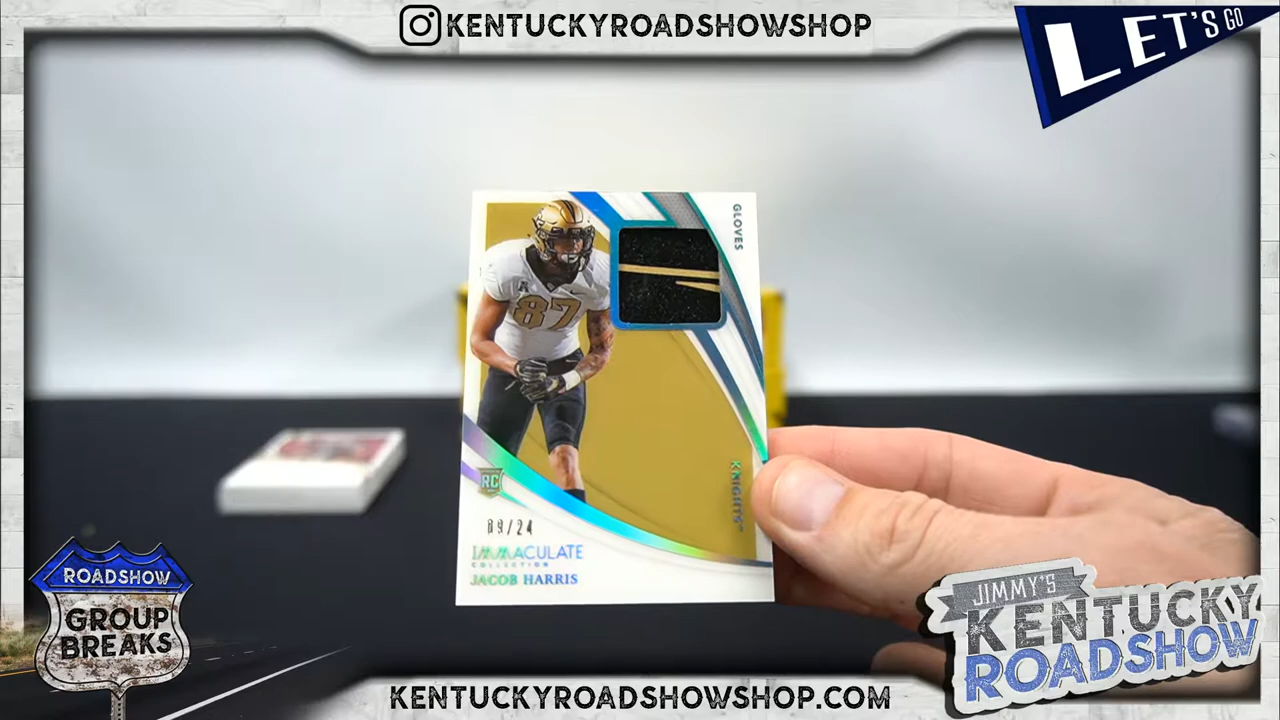 KENTUCKYROADSHOWSHOP
LET'S GO
GLOVES
87
RC
KNIGHTS
09/24
IMMACULATE
COLLECTION
JACOB HARRIS
ROADSHOW
GROUP
BREAKS
JIMMY'S
KENTUCKY
ROADSHOW
KENTUCKYROADSHOWSHOP.COM